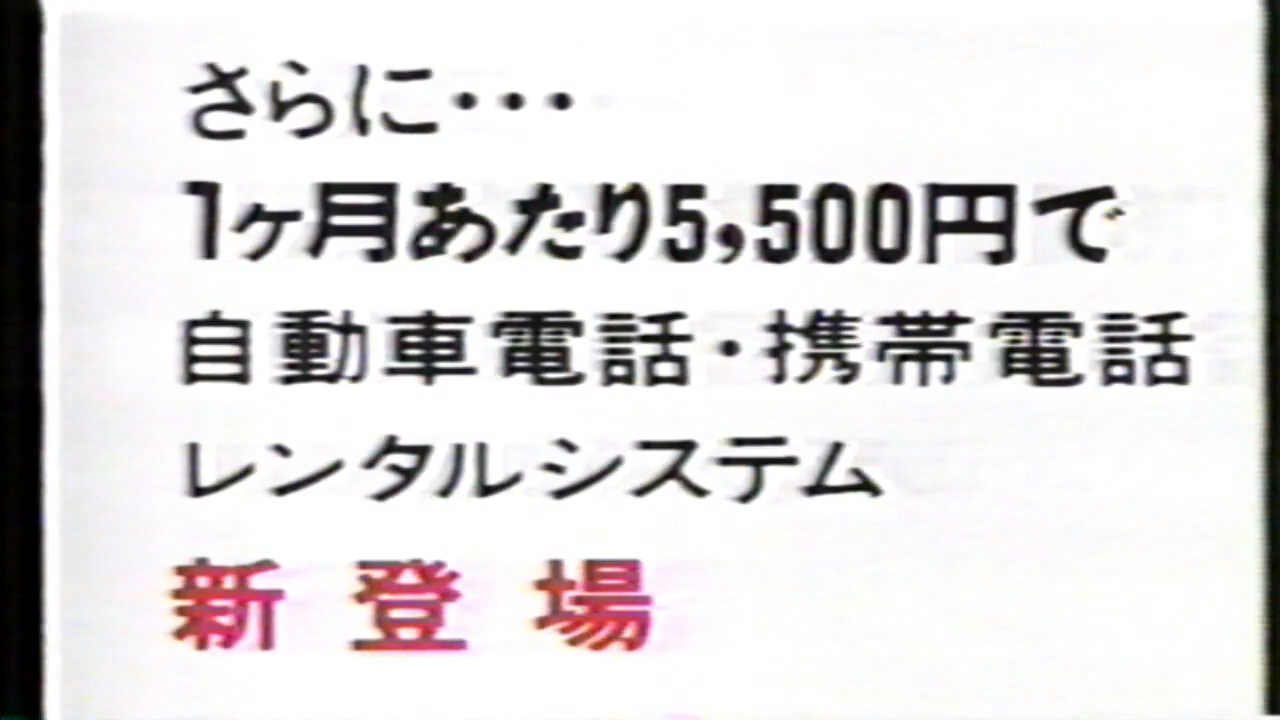 さらに・・・
1ヶ月あたり5,500円で
自動車電話・携帯電話
レンタルシステム
新登場